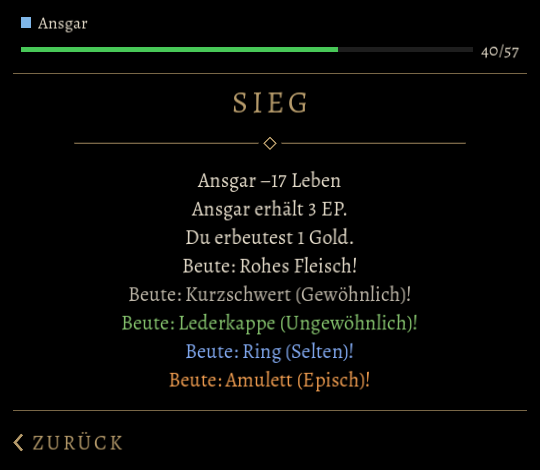 Ansgar
40/57
SIEG
Ansgar –17 Leben
Ansgar erhält 3 EP.
Du erbeutest 1 Gold.
Beute: Rohes Fleisch!
Beute: Kurzschwert (Gewöhnlich)!
Beute: Lederkappe (Ungewöhnlich)!
Beute: Ring (Selten)!
Beute: Amulett (Episch)!
ZURÜCK